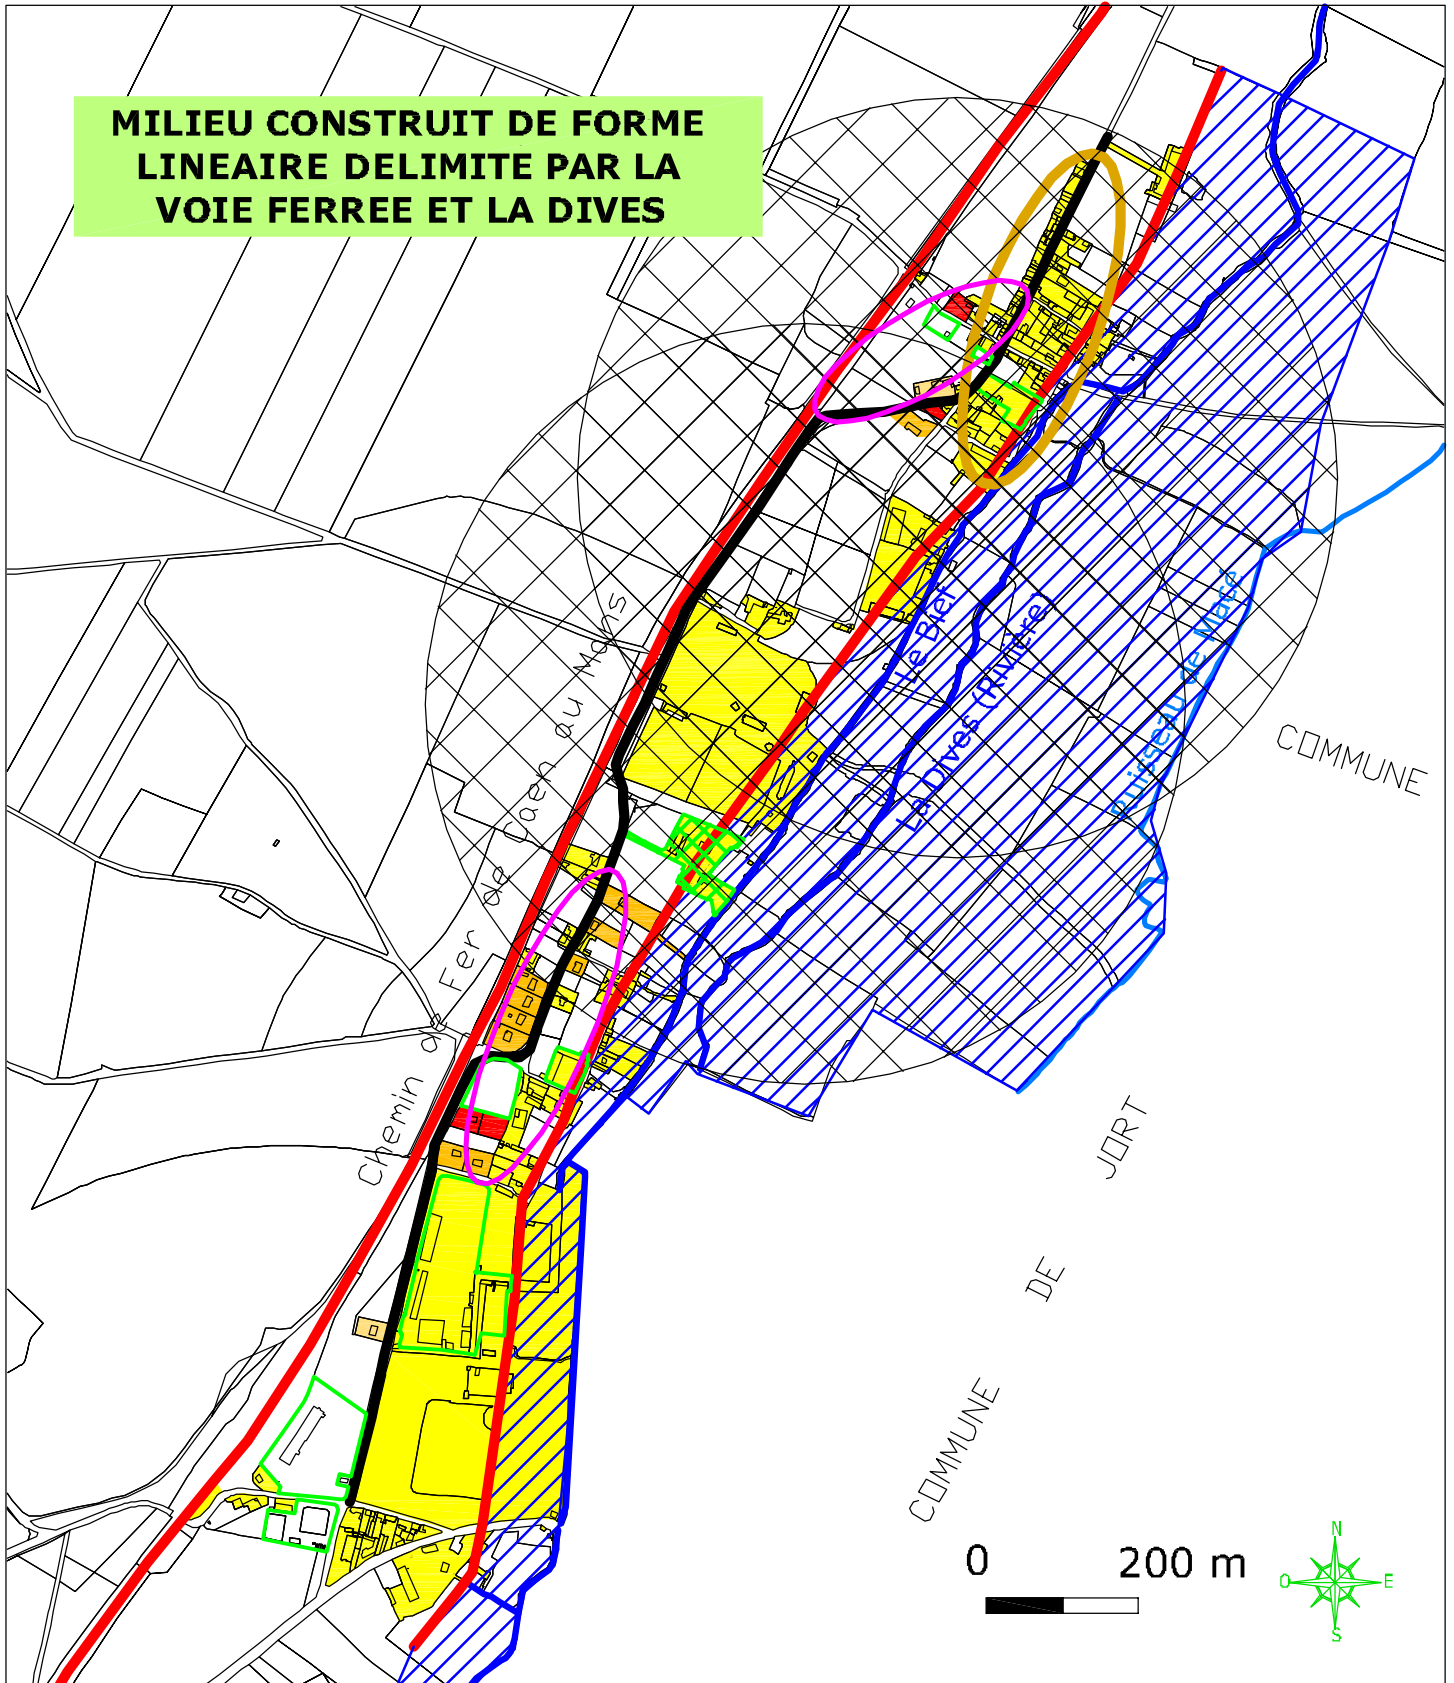 MILIEU CONSTRUIT DE FORME
LINEAIRE DELIMITE PAR LA
VOIE FERREE ET LA DIVES
Chemin de Fer de Caen au Mans
Le Bief
La Dives (Rivière)
Ruisseau de Macé
COMMUNE
COMMUNE DE JORT
0 200 m
N
O E
S